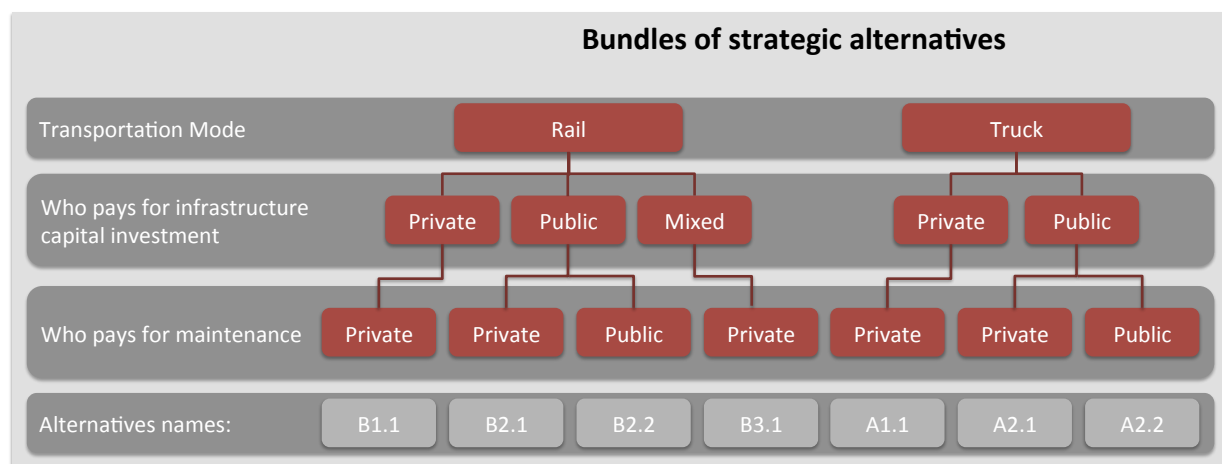 Bundles of strategic alternatives
Transportation Mode
Rail
Truck
Who pays for infrastructure
capital investment
Private
Public
Mixed
Private
Public
Who pays for maintenance
Private
Private
Public
Private
Private
Private
Public
Alternatives names:
B1.1
B2.1
B2.2
B3.1
A1.1
A2.1
A2.2